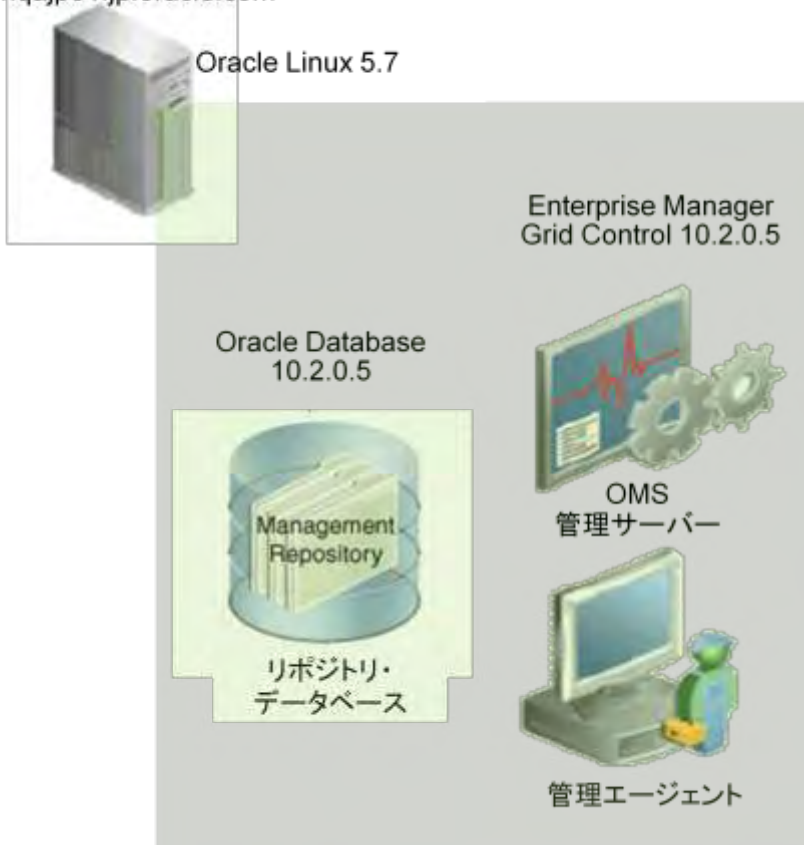 Oracle Linux 5.7
Enterprise Manager
Grid Control 10.2.0.5
Oracle Database
10.2.0.5
Management
Repository
リポジトリ・
データベース
OMS
管理サーバー
管理エージェント